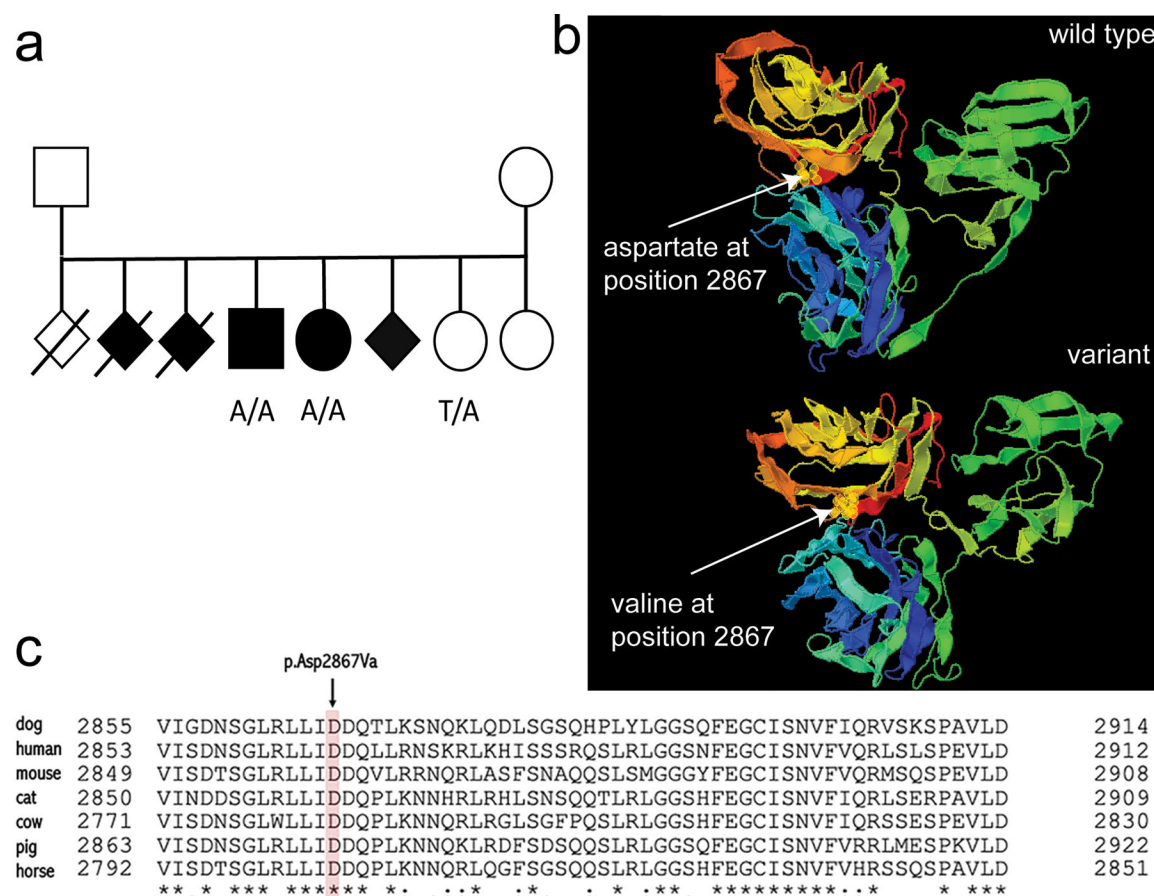 a
A/A A/A T/A
b
wild type
aspartate at
position 2867
variant
valine at
position 2867
c
p.Asp2867Va
dog 2855 VIGDNSGLRLLIDDQTLKSNQKLQDLSGSQHPLYLGGSQFEGCISNVFIQRVSKSPAVLD 2914
human 2853 VISDNSGLRLLIDDQLLRNSKRLKHISSSRQSLRLGGSNFEGCISNVFVQRLSLSPEVLD 2912
mouse 2849 VISDTSGLRLLIDDQVLRRNQRLASFSNAQQSLSMGGGYFEGCISNVFVQRMSQSPEVLD 2908
cat 2850 VINDDSGLRLLIDDQPLKNNHRLRHLSNSQQTLRLGGSHFEGCISNVFIQRLSERPAVLD 2909
cow 2771 VISDSGLWLLIDDQPLKNNQRLRGLSGFPQSLRLGGSHFEGCISNVFIQRLSESPEVLD 2830
pig 2863 VISDNSGLRLLIDDQPLKNNQKLRDFSDSQQSLRLGGSHFEGCISNVFVRRLMESPKVLD 2922
horse 2792 VISDTSGLRLLIDDQPLKNNQRLQGFSGSQQSLRLGGSHFEGCISNVFVHRSSQSPAVLD 2851